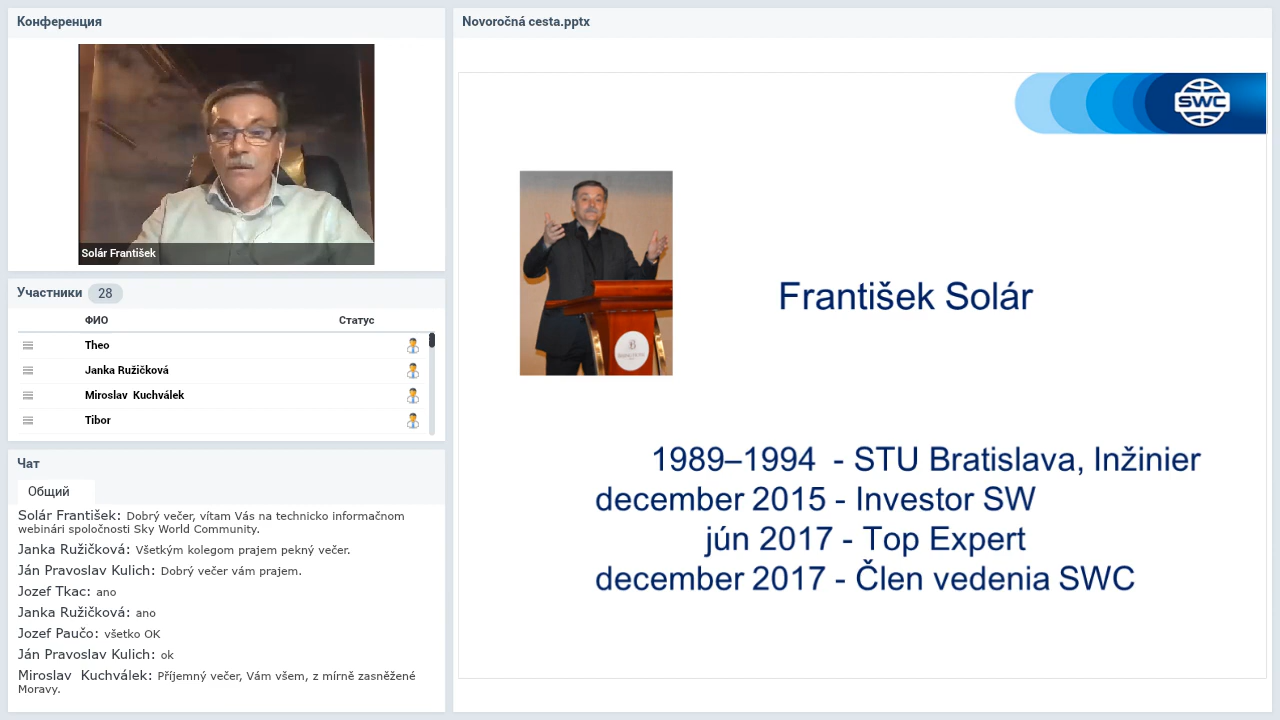 Конференция
Solár František
Участники 28
ФИО Статус
Theo
Janka Ružičková
Miroslav Kuchválek
Tibor
Чат
Общий
Solár František: Dobrý večer, vítam Vás na technicko informačnom
webinári spoločnosti Sky World Community.
Janka Ružičková: Všetkým kolegom prajem pekný večer.
Ján Pravoslav Kulich: Dobrý večer vám prajem.
Jozef Tkac: ano
Janka Ružičková: ano
Jozef Paučo: všetko OK
Ján Pravoslav Kulich: ok
Miroslav Kuchválek: Příjemný večer, Vám všem, z mírně zasněžené
Moravy.
Novoročná cesta.pptx
SWC
František Solár
1989–1994 - STU Bratislava, Inžinier
december 2015 - Investor SW
jún 2017 - Top Expert
december 2017 - Člen vedenia SWC